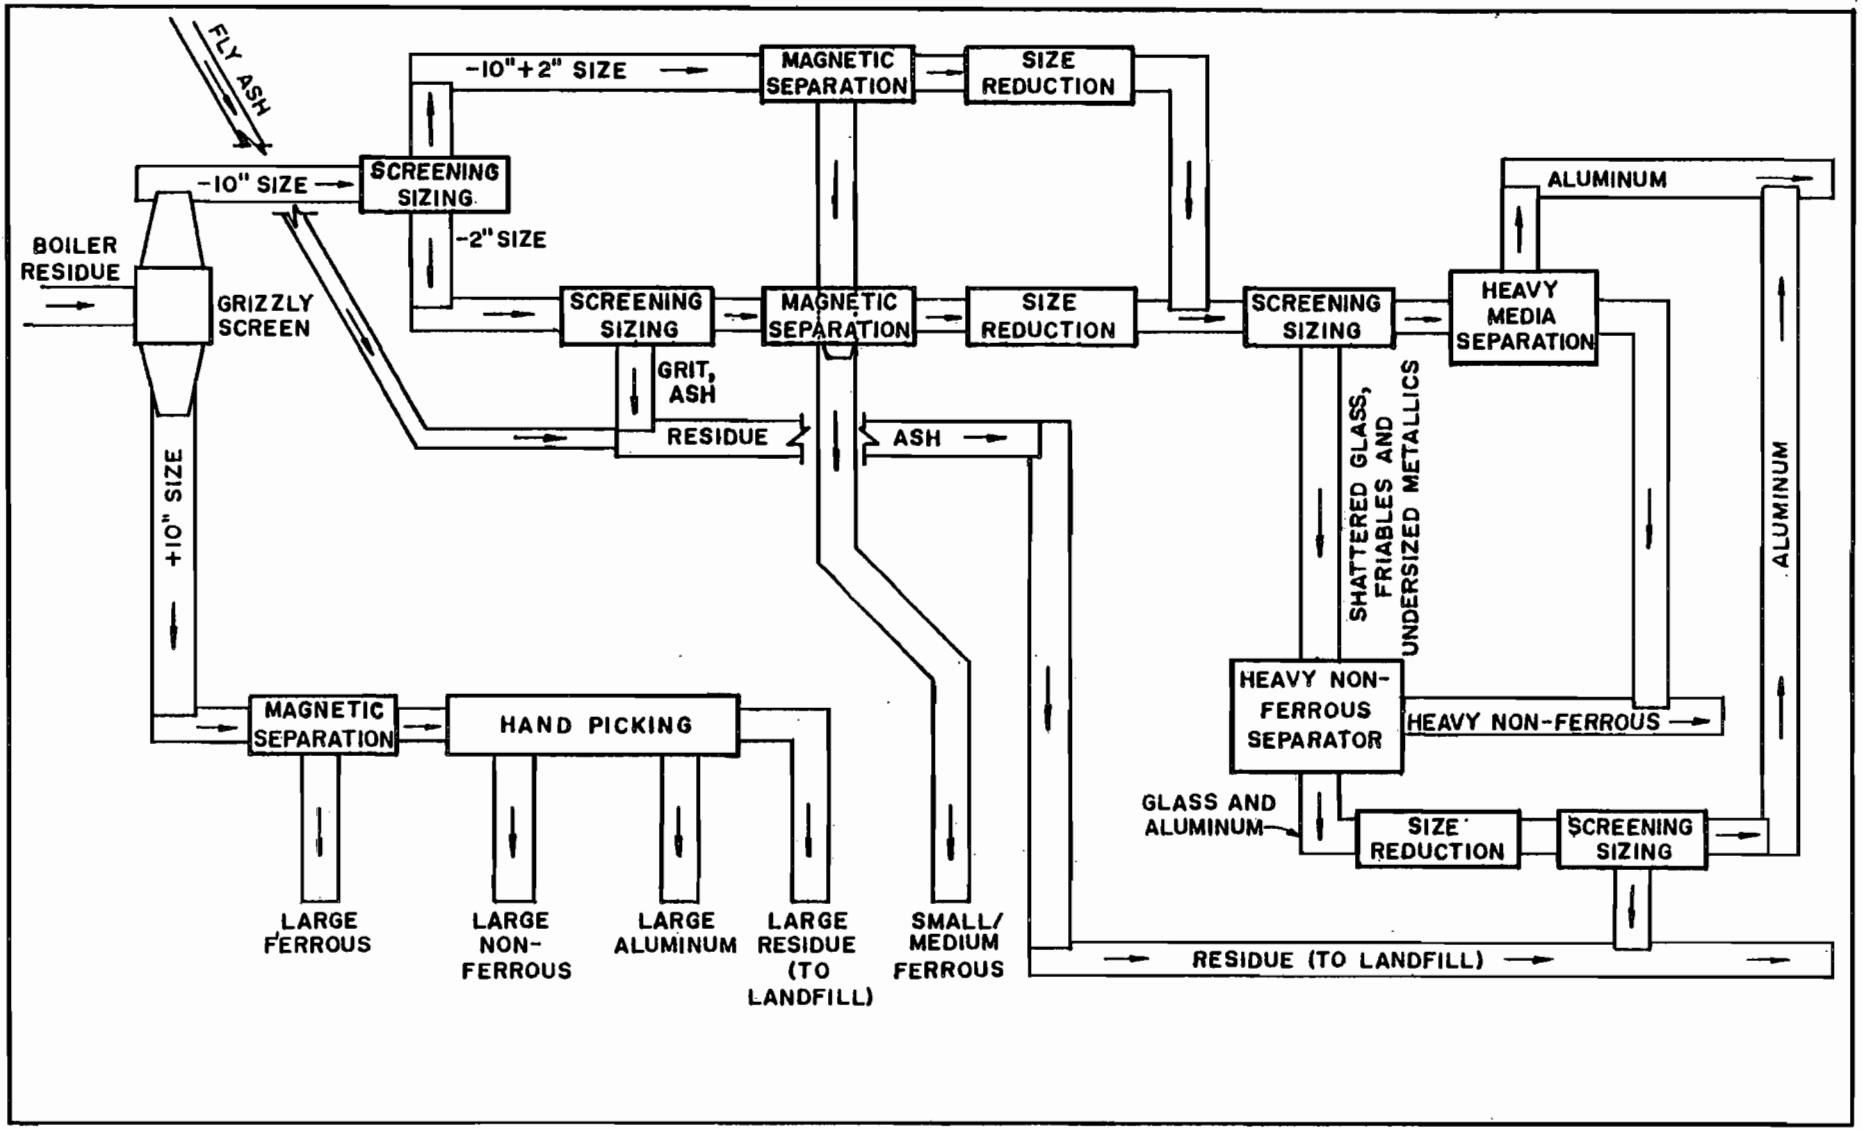 FLY ASH
-10"+2" SIZE
MAGNETIC
SEPARATION
SIZE
REDUCTION
-10" SIZE
SCREENING
SIZING
-2" SIZE
ALUMINUM
BOILER
RESIDUE
GRIZZLY
SCREEN
SCREENING
SIZING
MAGNETIC
SEPARATION
SIZE
REDUCTION
SCREENING
SIZING
HEAVY
MEDIA
SEPARATION
GRIT,
ASH
RESIDUE
ASH
+10" SIZE
SHATTERED GLASS,
FRIABLES AND
UNDERSIZED METALLICS
ALUMINUM
MAGNETIC
SEPARATION
HAND PICKING
HEAVY NON-
FERROUS
SEPARATOR
HEAVY NON-FERROUS
GLASS AND
ALUMINUM
SIZE
REDUCTION
SCREENING
SIZING
LARGE
FERROUS
LARGE
NON-
FERROUS
LARGE
ALUMINUM
LARGE
RESIDUE
(TO
LANDFILL)
SMALL/
MEDIUM
FERROUS
RESIDUE (TO LANDFILL)